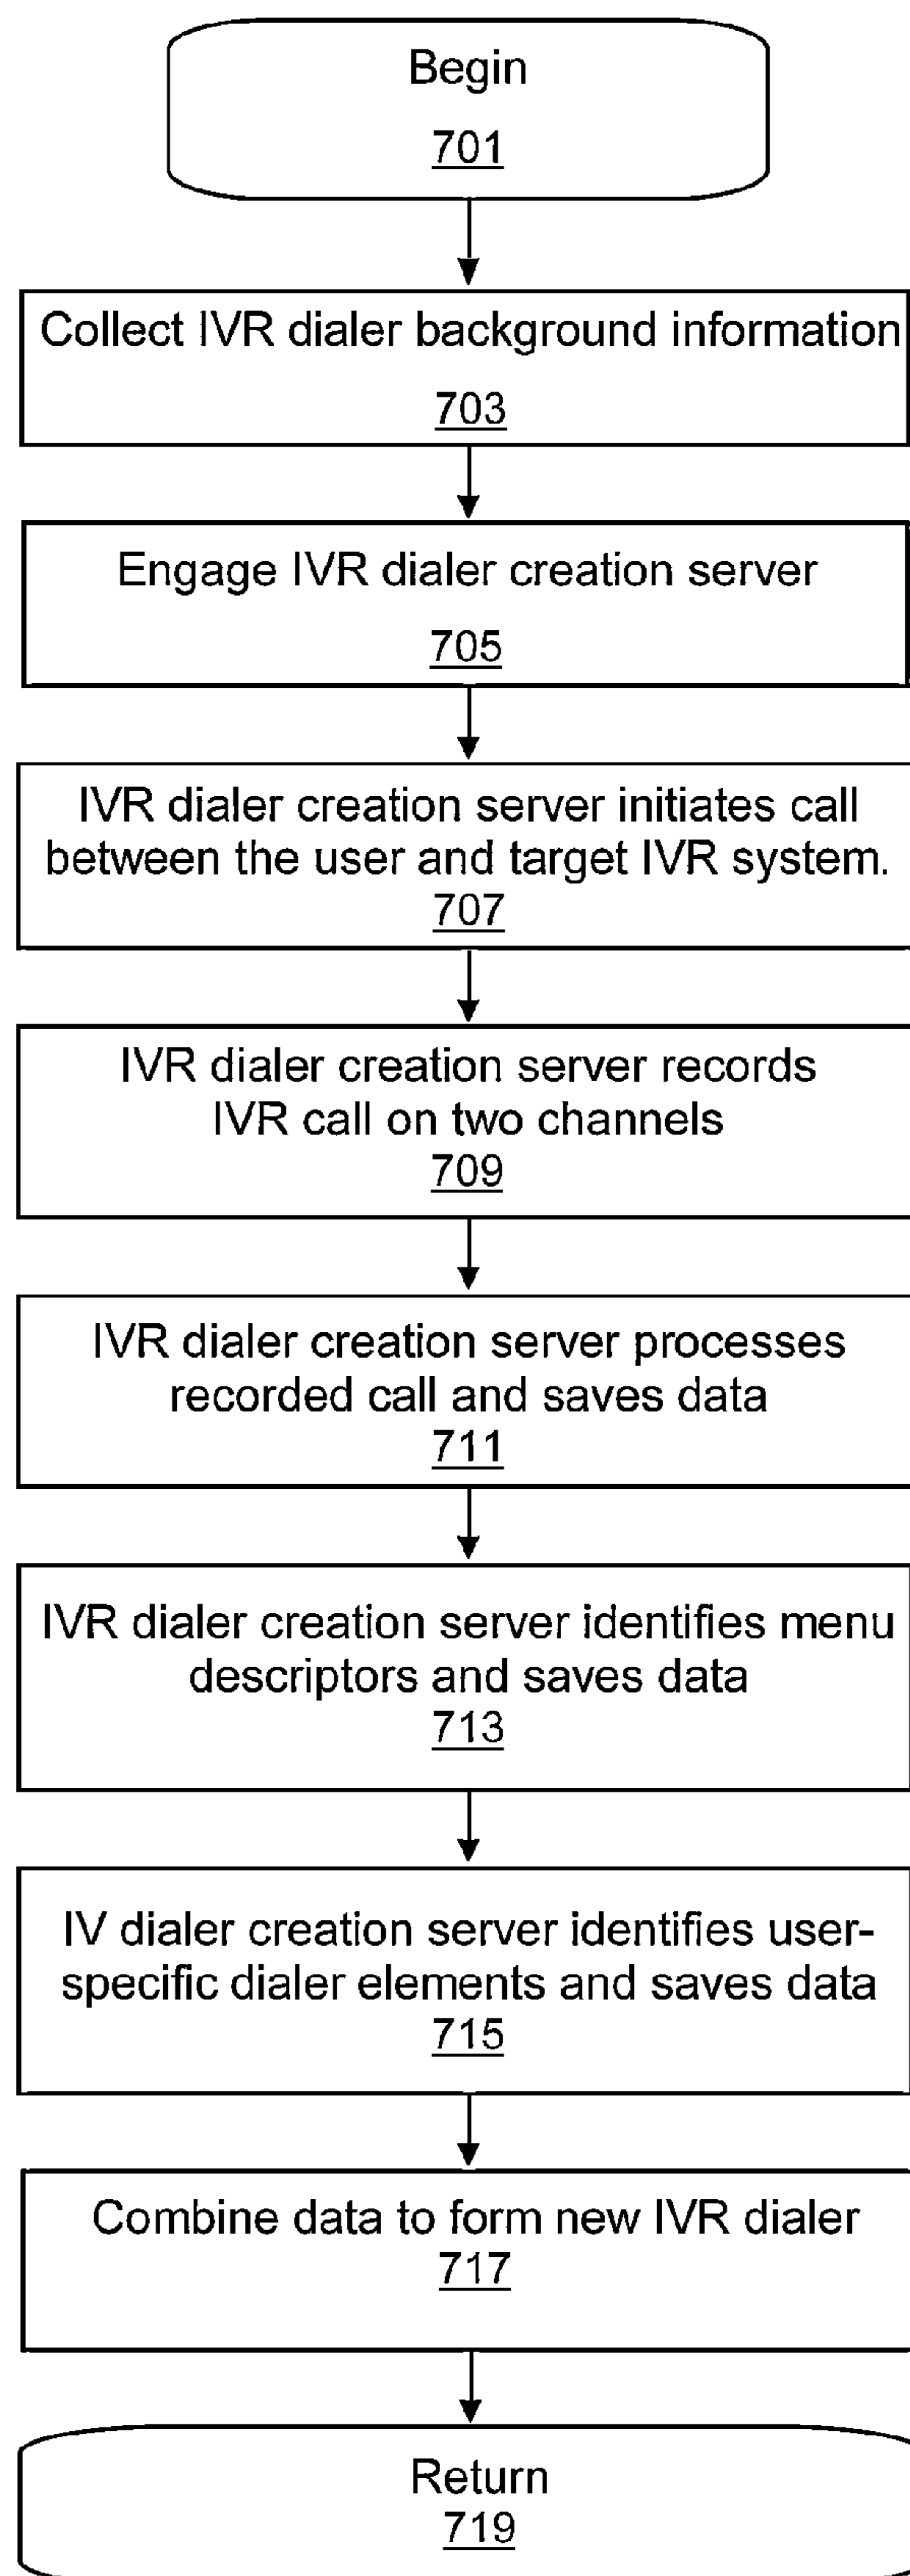 Begin
701
Collect IVR dialer background information
703
Engage IVR dialer creation server
705
IVR dialer creation server initiates call
between the user and target IVR system.
707
IVR dialer creation server records
IVR call on two channels
709
IVR dialer creation server processes
recorded call and saves data
711
IVR dialer creation server identifies menu
descriptors and saves data
713
IV dialer creation server identifies user-
specific dialer elements and saves data
715
Combine data to form new IVR dialer
717
Return
719